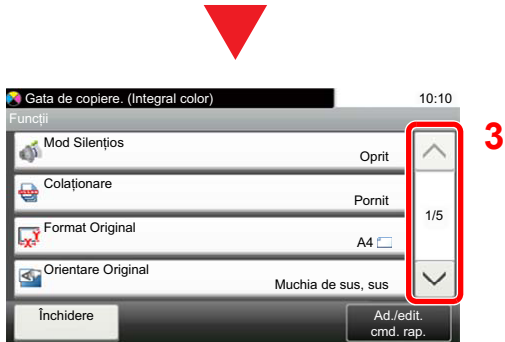 Gata de copiere. (Integral color)
10:10
Funcții
Mod Silențios
Oprit
3
Colaționare
Pornit
1/5
Format Original
A4
Orientare Original
Muchia de sus, sus
Închidere
Ad./edit.
cmd. rap.